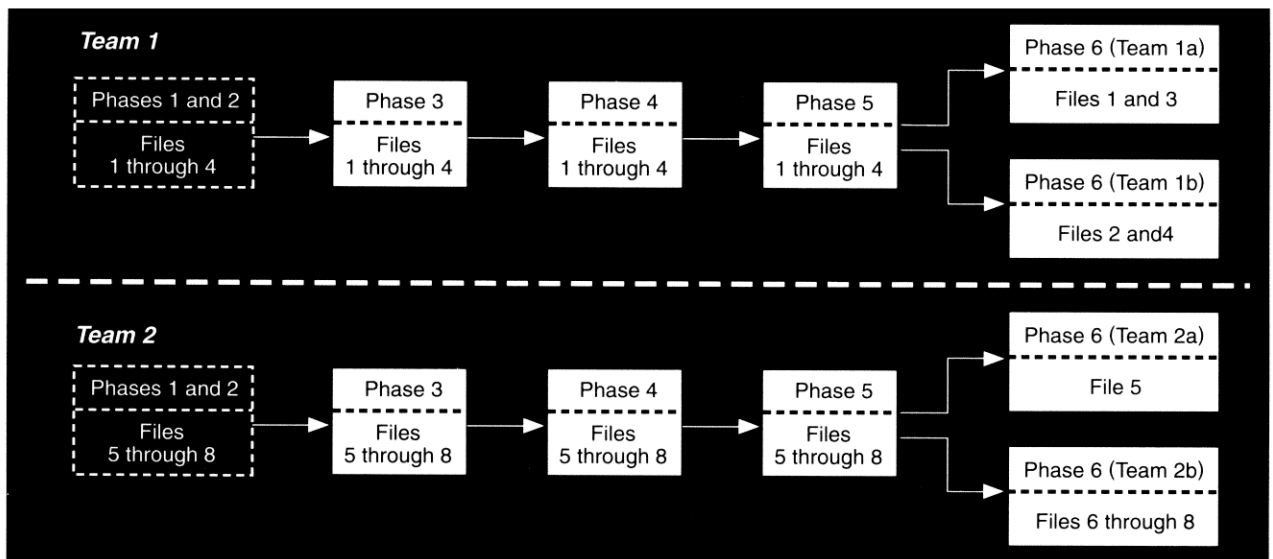 Team 1
Phases 1 and 2
Files
1 through 4
Phase 3
Files
1 through 4
Phase 4
Files
1 through 4
Phase 5
Files
1 through 4
Phase 6 (Team 1a)
Files 1 and 3
Phase 6 (Team 1b)
Files 2 and4
Team 2
Phases 1 and 2
Files
5 through 8
Phase 3
Files
5 through 8
Phase 4
Files
5 through 8
Phase 5
Files
5 through 8
Phase 6 (Team 2a)
File 5
Phase 6 (Team 2b)
Files 6 through 8